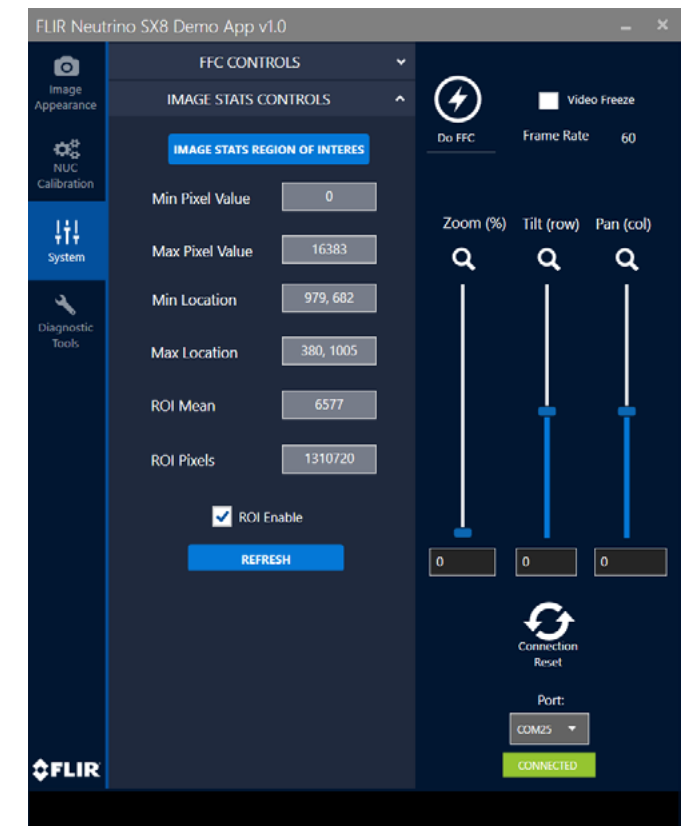 FLIR Neutrino SX8 Demo App v1.0
Image
Appearance
NUC
Calibration
System
Diagnostic
Tools
FLIR
FFC CONTROLS
IMAGE STATS CONTROLS
IMAGE STATS REGION OF INTERES
Min Pixel Value 0
Max Pixel Value 16383
Min Location 979, 682
Max Location 380, 1005
ROI Mean 6577
ROI Pixels 1310720
ROI Enable
REFRESH
Do FFC
Video Freeze
Frame Rate 60
Zoom (%) Tilt (row) Pan (col)
0 0 0
Connection
Reset
Port:
COM25
CONNECTED